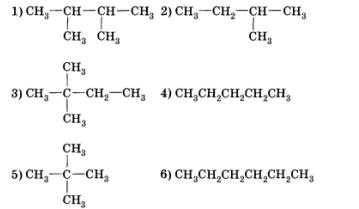 1) CH₃—CH—CH—CH₃ 2) CH₃—CH₂—CH—CH₃
CH₃ CH₃ CH₃
CH₃
3) CH₃—C—CH₂—CH₃ 4) CH₃CH₂CH₂CH₂CH₃
CH₃
CH₃
5) CH₃—C—CH₃ 6) CH₃CH₂CH₂CH₂CH₂CH₃
CH₃